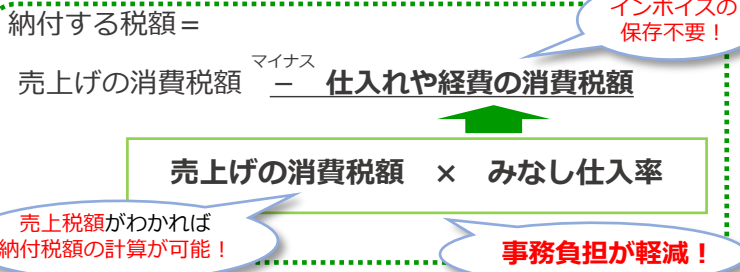 納付する税額＝
インボイスの
保存不要！
マイナス
売上げの消費税額 － 仕入れや経費の消費税額
売上げの消費税額 × みなし仕入率
売上税額がわかれば
納付税額の計算が可能！
事務負担が軽減！